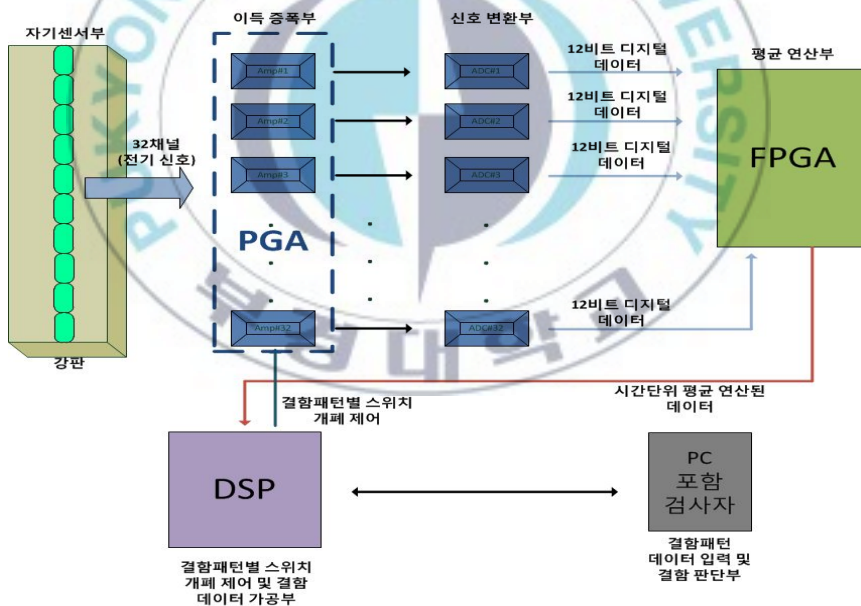 이득 증폭부
신호 변환부
자기센서부
평균 연산부
12비트 디지털
데이터
Amp#1
ADC#1
12비트 디지털
데이터
Amp#2
ADC#2
32채널
(전기 신호)
12비트 디지털
데이터
Amp#3
ADC#3
FPGA
PGA
12비트 디지털
데이터
Amp#32
ADC#32
강판
결함패턴별 스위치
개폐 제어
시간단위 평균 연산된
데이터
DSP
PC
포함
검사자
결함패턴별 스위치
개폐 제어 및 결함
데이터 가공부
결함패턴
데이터 입력 및
결함 판단부
PUKYONG
UNIVERSITY
부경대학교